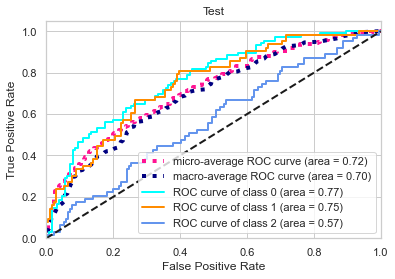 Test
True Positive Rate
1.0
0.8
0.6
0.4
0.2
0.0
micro-average ROC curve (area = 0.72)
macro-average ROC curve (area = 0.70)
ROC curve of class 0 (area = 0.77)
ROC curve of class 1 (area = 0.75)
ROC curve of class 2 (area = 0.57)
0.0 0.2 0.4 0.6 0.8 1.0
False Positive Rate